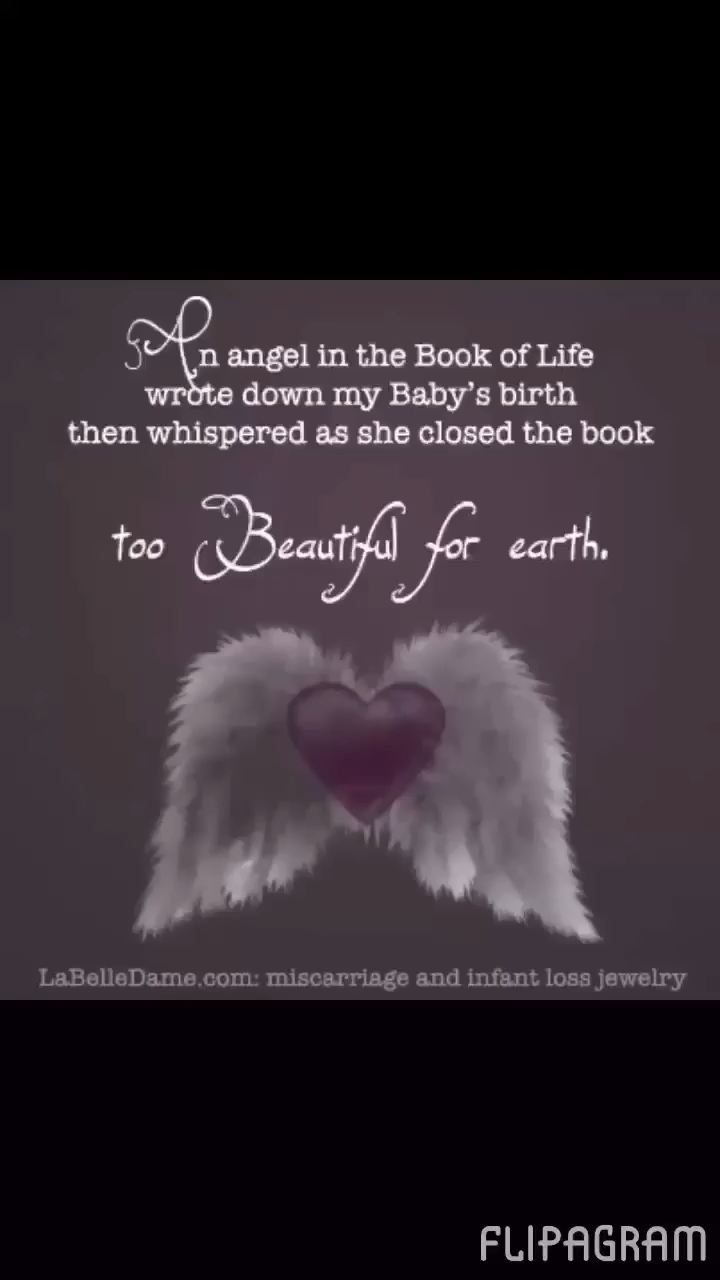 An angel in the Book of Life
wrote down my Baby's birth
then whispered as she closed the book
too Beautiful for earth.
LaBelleDame.com: miscarriage and infant loss jewelry
FLIPAGRAM